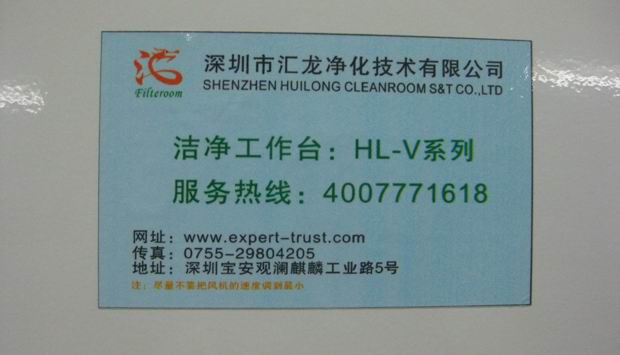 汇
Filteroom
深圳市汇龙净化技术有限公司
SHENZHEN HUILONG CLEANROOM S&T CO.,LTD
洁净工作台：HL-V系列
服务热线：4007771618
网址：www.expert-trust.com
传真：0755-29804205
地址：深圳宝安观澜麒麟工业路5号
注：尽量不要把风机的速度调到最小